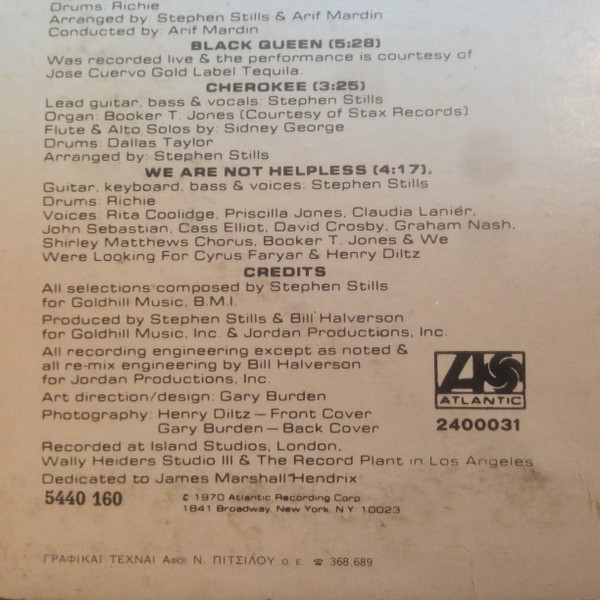 Drums: Richie
Arranged by: Stephen Stills & Arif Mardin
Conducted by: Arif Mardin
BLACK QUEEN (5:28)
Was recorded live & the performance is courtesy of
Jose Cuervo Gold Label Tequila.
CHEROKEE (3:25)
Lead guitar, bass & vocals: Stephen Stills
Organ: Booker T. Jones (Courtesy of Stax Records)
Flute & Alto Solos by: Sidney George
Drums: Dallas Taylor
Arranged by: Stephen Stills
WE ARE NOT HELPLESS (4:17),
Guitar, keyboard, bass & voices: Stephen Stills
Drums: Richie
Voices: Rita Coolidge, Priscilla Jones, Claudia Laniér,
John Sebastian, Cass Elliot, David Crosby, Graham Nash,
Shirley Matthews Chorus, Booker T. Jones & We
Were Looking For Cyrus Faryar & Henry Diltz
CREDITS
All selections composed by Stephen Stills
for Goldhill Music, B.M.I.
Produced by Stephen Stills & Bill Halverson
for Goldhill Music, Inc. & Jordan Productions, Inc.
All recording engineering except as noted &
all re-mix engineering by Bill Halverson
for Jordan Productions, Inc.
Art direction/design: Gary Burden
Photography: Henry Diltz – Front Cover
Gary Burden – Back Cover
Recorded at Island Studios, London,
Wally Heiders Studio III & The Record Plant in Los Angeles
Dedicated to James Marshall Hendrix
ATLANTIC
2400031
5440 160
© 1970 Atlantic Recording Corp.
1841 Broadway, New York, N.Y. 10023
ΓΡΑΦΙΚΑΙ ΤΕΧΝΑΙ ΑΦΟΙ Ν. ΠΙΤΣΙΛΟΥ Ο. Ε. ☎ 368.689